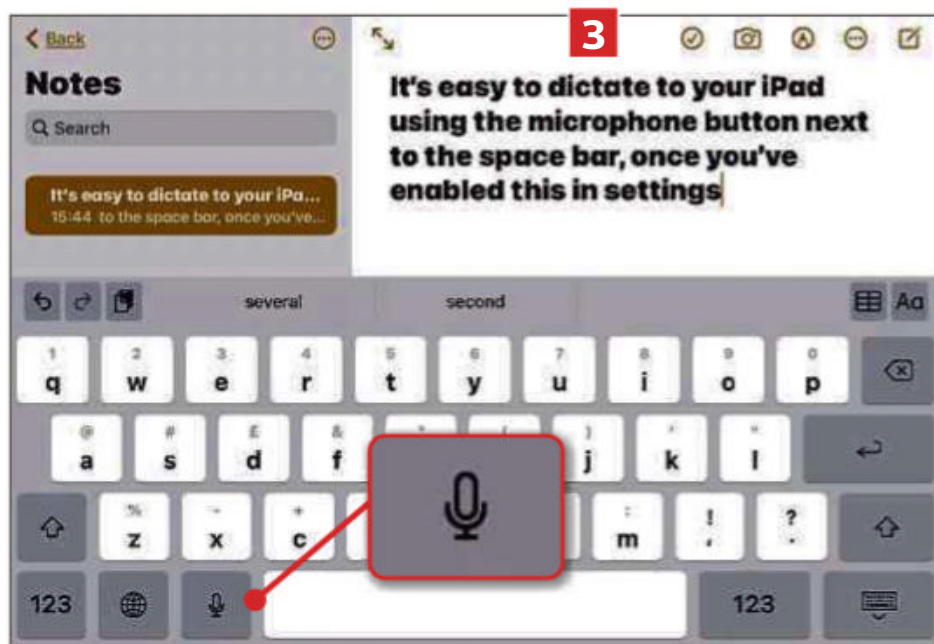 Back
3
Notes
Search
It's easy to dictate to your iPad
using the microphone button next
to the space bar, once you've
enabled this in settings
It's easy to dictate to your iPa...
15:44 to the space bar, once you've...
several second
Aa
1 2 3 4 5 6 7 8 9 0
q w e r t y u i o p
@ # £ &
a s d f j k l
% - +
z x c m ! , ? .
123 123